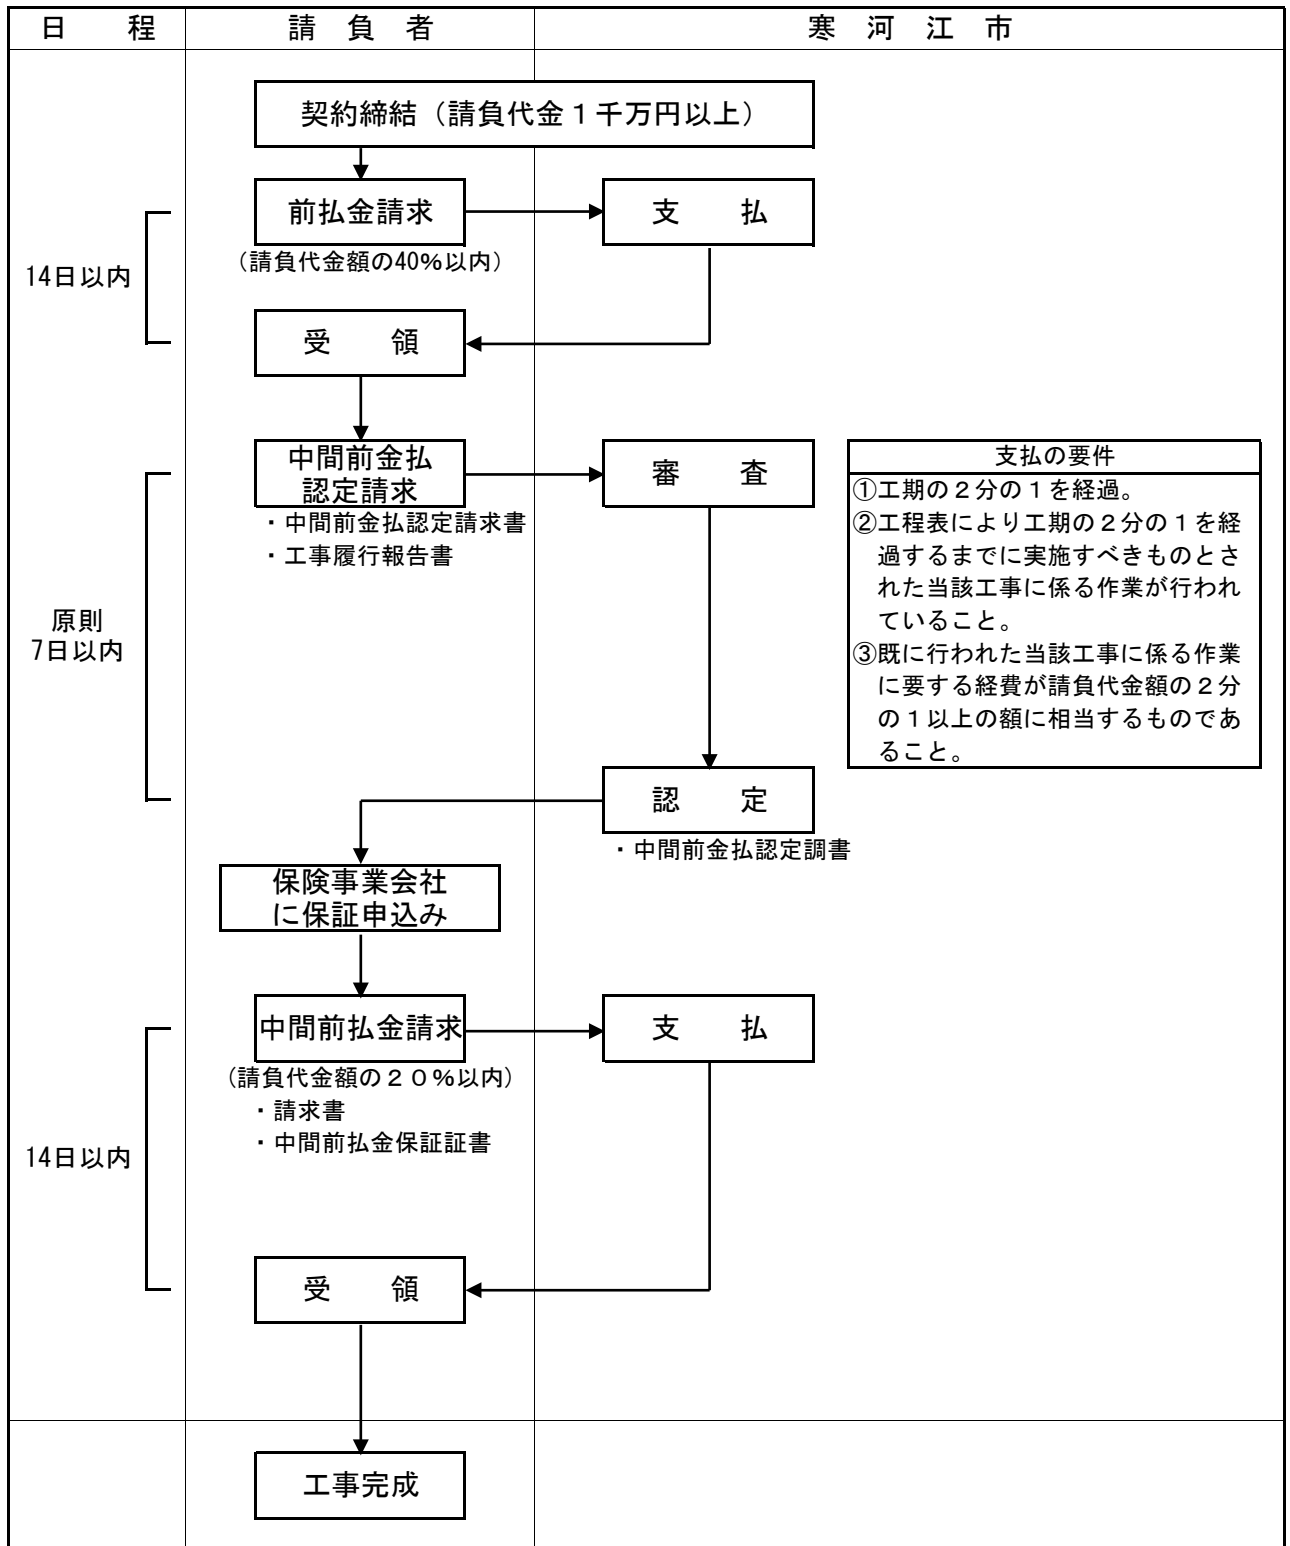 日　　程
請　負　者
寒　河　江　市
契約締結（請負代金１千万円以上）
前払金請求
支　　払
（請負代金額の40％以内）
14日以内
受　　領
中間前金払
認定請求
審　　査
・中間前金払認定請求書
・工事履行報告書
支払の要件
①工期の２分の１を経過。
②工程表により工期の２分の１を経
過するまでに実施すべきものとさ
れた当該工事に係る作業が行われ
ていること。
③既に行われた当該工事に係る作業
に要する経費が請負代金額の２分
の１以上の額に相当するものであ
ること。
原則
7日以内
認　　定
・中間前金払認定調書
保険事業会社
に保証申込み
中間前払金請求
支　　払
（請負代金額の２０％以内）
・請求書
・中間前払金保証証書
14日以内
受　　領
工事完成